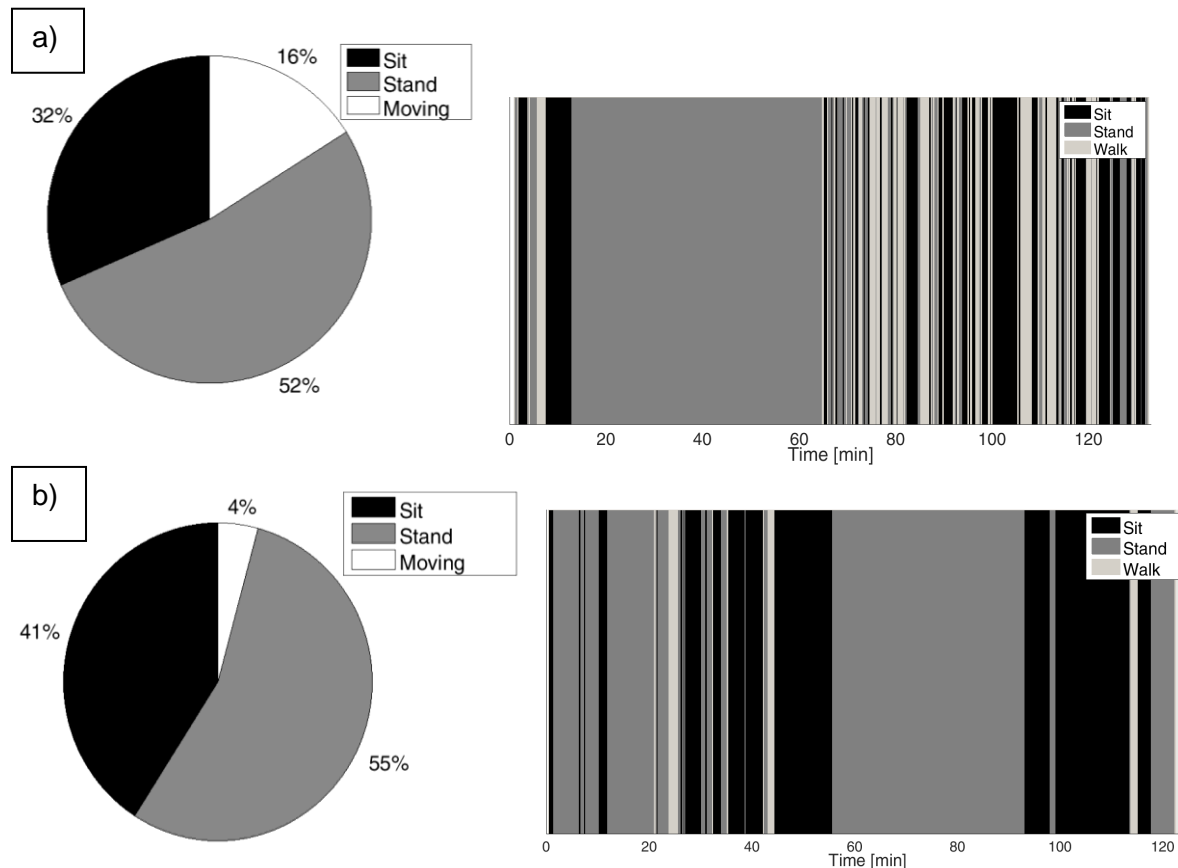 a)
16%
Sit
Stand
Moving
32%
52%
Sit
Stand
Walk
0 20 40 60 80 100 120
Time [min]
b)
4%
Sit
Stand
Moving
41%
55%
Sit
Stand
Walk
0 20 40 60 80 100 120
Time [min]